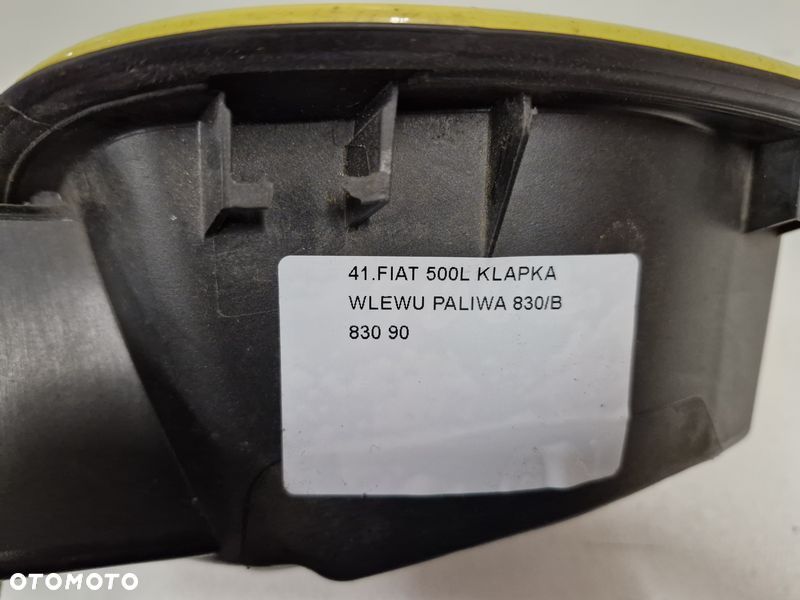 41.FIAT 500L KLAPKA
WLEWU PALIWA 830/B
830 90
OTOMOTO